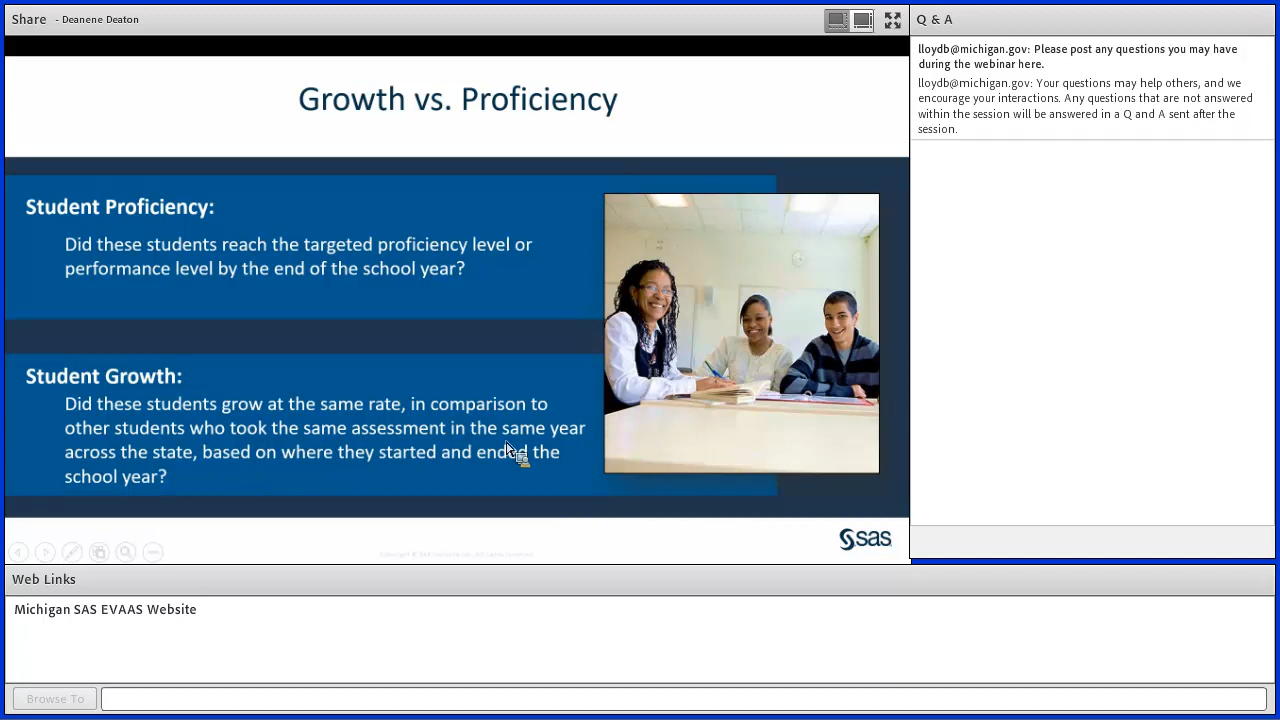 Share - Deanene Deaton
Growth vs. Proficiency
Student Proficiency:
Did these students reach the targeted proficiency level or
performance level by the end of the school year?
Student Growth:
Did these students grow at the same rate, in comparison to
other students who took the same assessment in the same year
across the state, based on where they started and ended the
school year?
sas
Q & A
lloydb@michigan.gov: Please post any questions you may have
during the webinar here.
lloydb@michigan.gov: Your questions may help others, and we
encourage your interactions. Any questions that are not answered
within the session will be answered in a Q and A sent after the
session.
Web Links
Michigan SAS EVAAS Website
Browse To